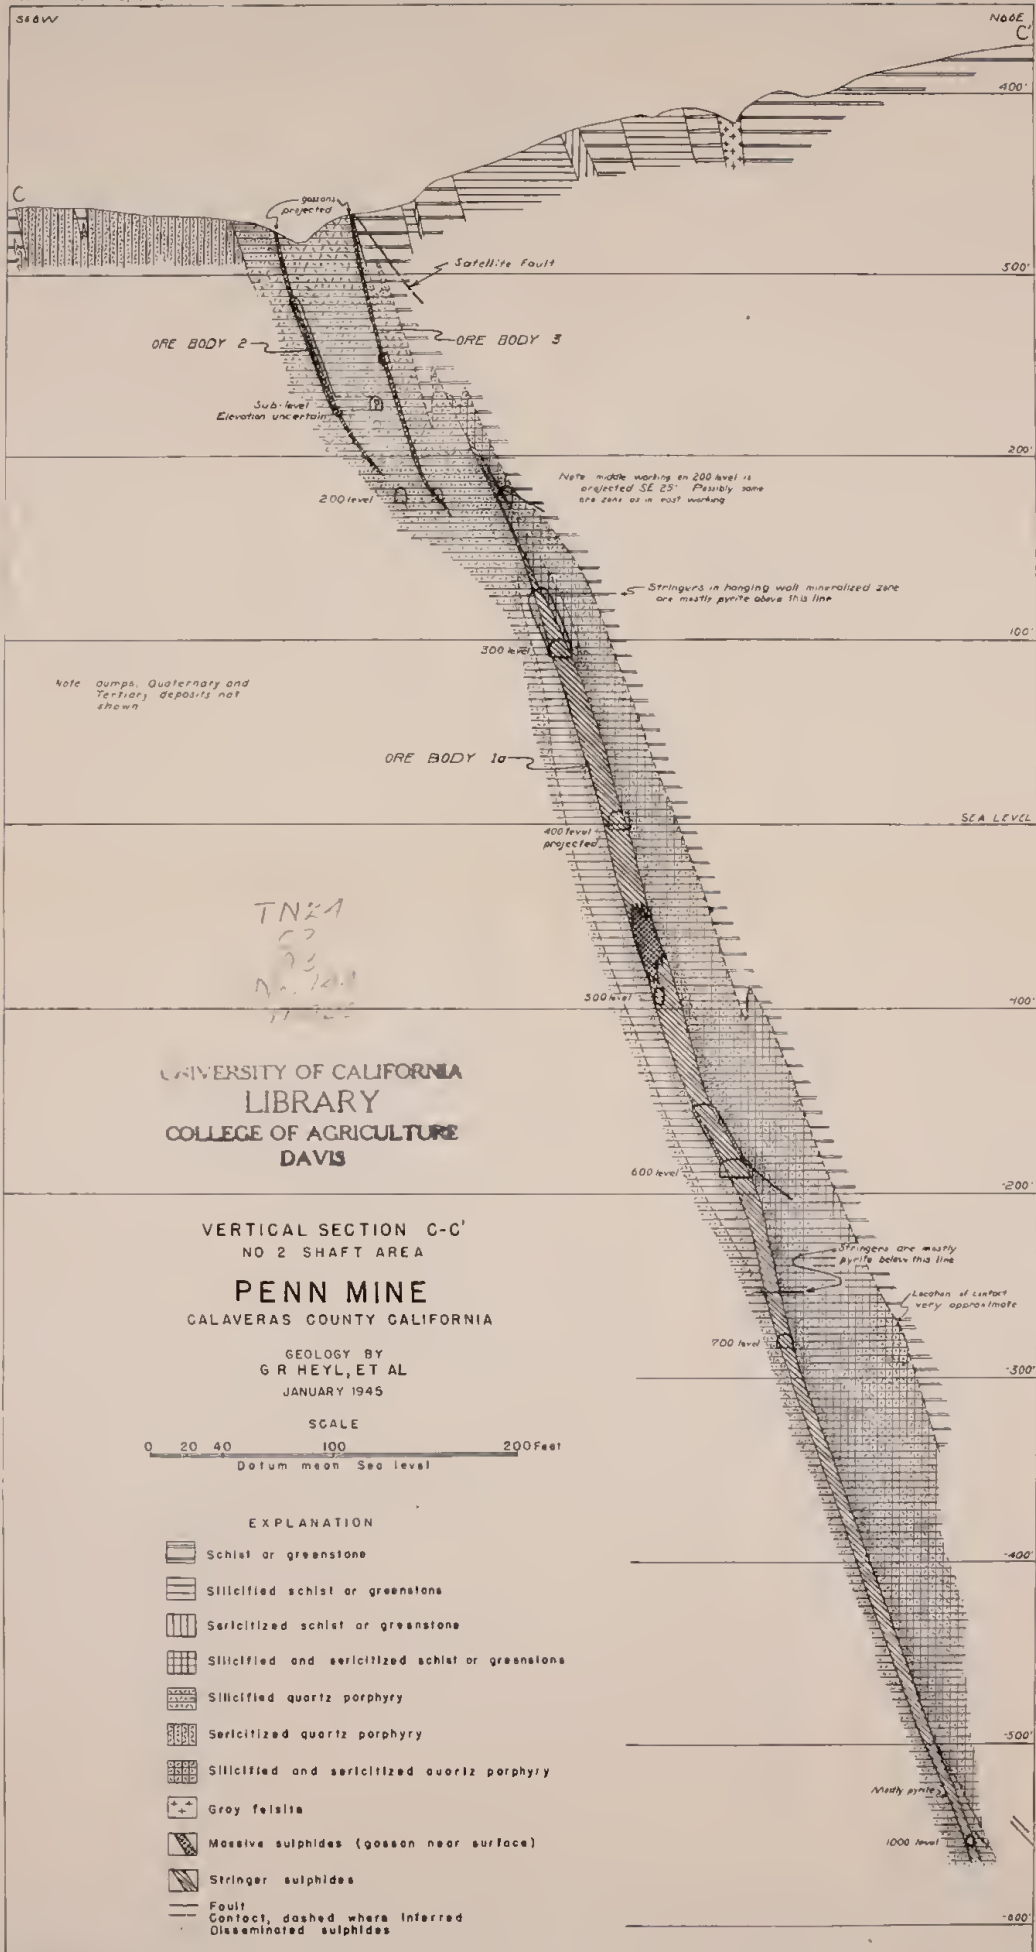 C'
400'
C
gossans
projected
Satellite Fault
300'
ORE BODY 2
ORE BODY 3
Sub-level
Elevation uncertain
200'
Note middle working on 200 level is
projected SE 25'. Possibly same
ore zone as in east working
200 level
Stringers in hanging wall mineralized zone
are mostly pyrite above this line
100'
300 level
Note dumps, Quaternary and
Tertiary deposits not
shown
ORE BODY 1a
SEA LEVEL
400 level
projected
TN24
500 level
-100'
UNIVERSITY OF CALIFORNIA
LIBRARY
COLLEGE OF AGRICULTURE
DAVIS
600 level
-200'
VERTICAL SECTION C-C'
NO 2 SHAFT AREA
PENN MINE
CALAVERAS COUNTY CALIFORNIA
GEOLOGY BY
G R HEYL, ET AL
JANUARY 1945
Stringers are mostly
pyrite below this line
Location of contact
very approximate
700 level
-300'
SCALE
0 20 40 100 200 Feet
Datum mean Sea level
EXPLANATION
Schist or greenstone
-400'
Silicified schist or greenstone
Sericitized schist or greenstone
Silicified and sericitized schist or greenstone
Silicified quartz porphyry
Sericitized quartz porphyry
-500'
Silicified and sericitized quartz porphyry
Mostly pyrite
Gray felsite
Massive sulphides (gossan near surface)
1000 level
Stringer sulphides
Fault
Contact, dashed where inferred
Disseminated sulphides
-600'